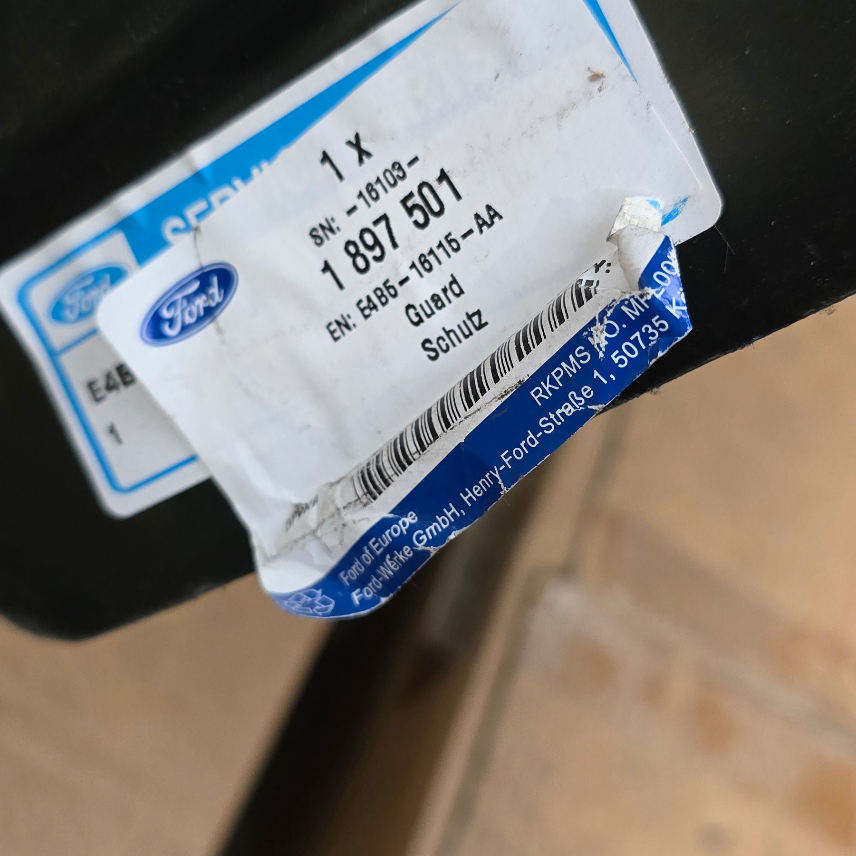 1 X
SN: -16103-
1 897 501
EN: E4B5-16115-AA
Guard
Schutz
Ford
RKPMS NO. MP
Ford of Europe
Ford-Werke GmbH, Henry-Ford-Straße 1, 50735 K
Ford
E4B
1